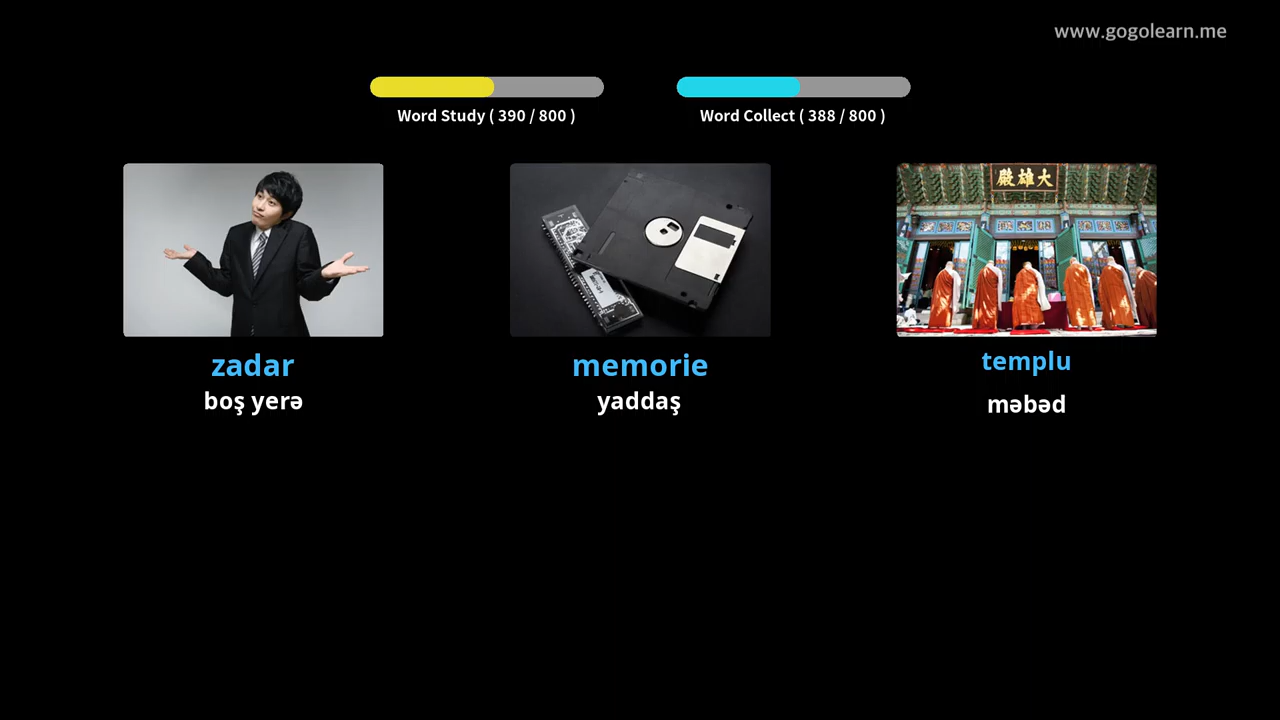 www.gogolearn.me
Word Study ( 390 / 800 )
Word Collect ( 388 / 800 )
大雄殿
zadar
memorie
templu
boş yerə
yaddaş
məbəd